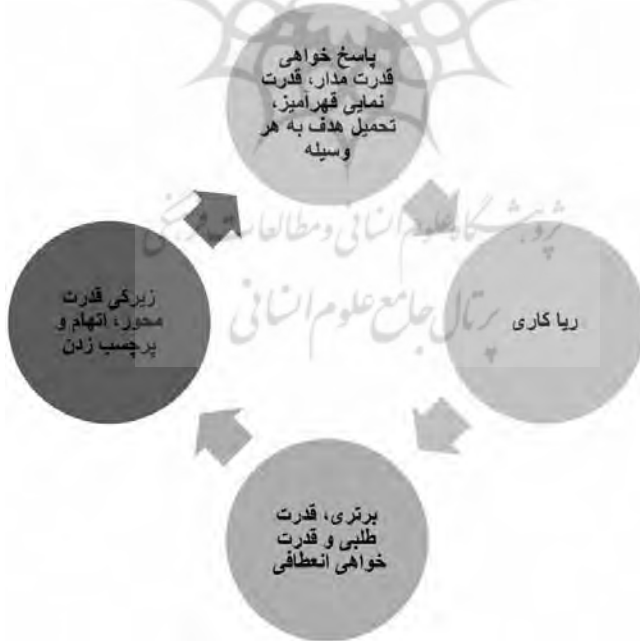 پاسخ خواهی
قدرت مدار، قدرت
نمایی قهرآمیز،
تحمیل هدف به هر
وسیله
پژوهشگاه علوم انسانی و مطالعات فرهنگی
پرتال جامع علوم انسانی
ریا کاری
برتری، قدرت
طلبی و قدرت
خواهی انعطافی
زیرکی قدرت
محور، اتهام و
برچسب زدن